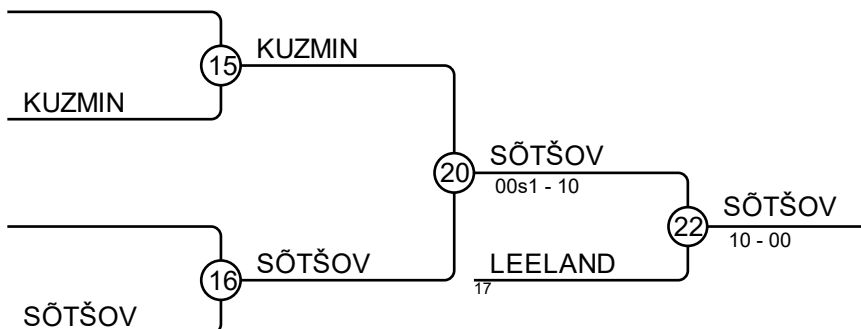 KUZMIN
15
KUZMIN
SÕTŠOV
20
00s1 - 10
SÕTŠOV
22
10 - 00
LEELAND
17
SÕTŠOV
16
SÕTŠOV